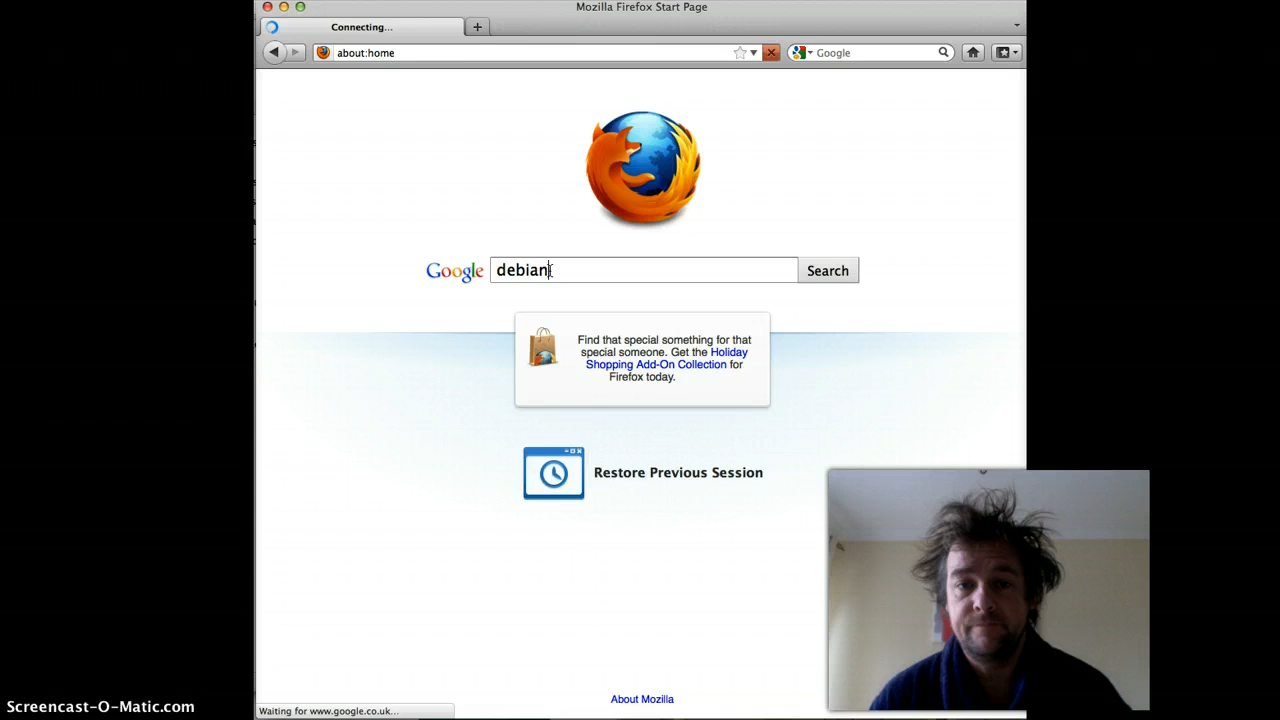 Mozilla Firefox Start Page
Connecting...
about:home
Google
Google
debian
Search
Find that special something for that
special someone. Get the Holiday
Shopping Add-On Collection for
Firefox today.
Restore Previous Session
About Mozilla
Waiting for www.google.co.uk...
Screencast-O-Matic.com